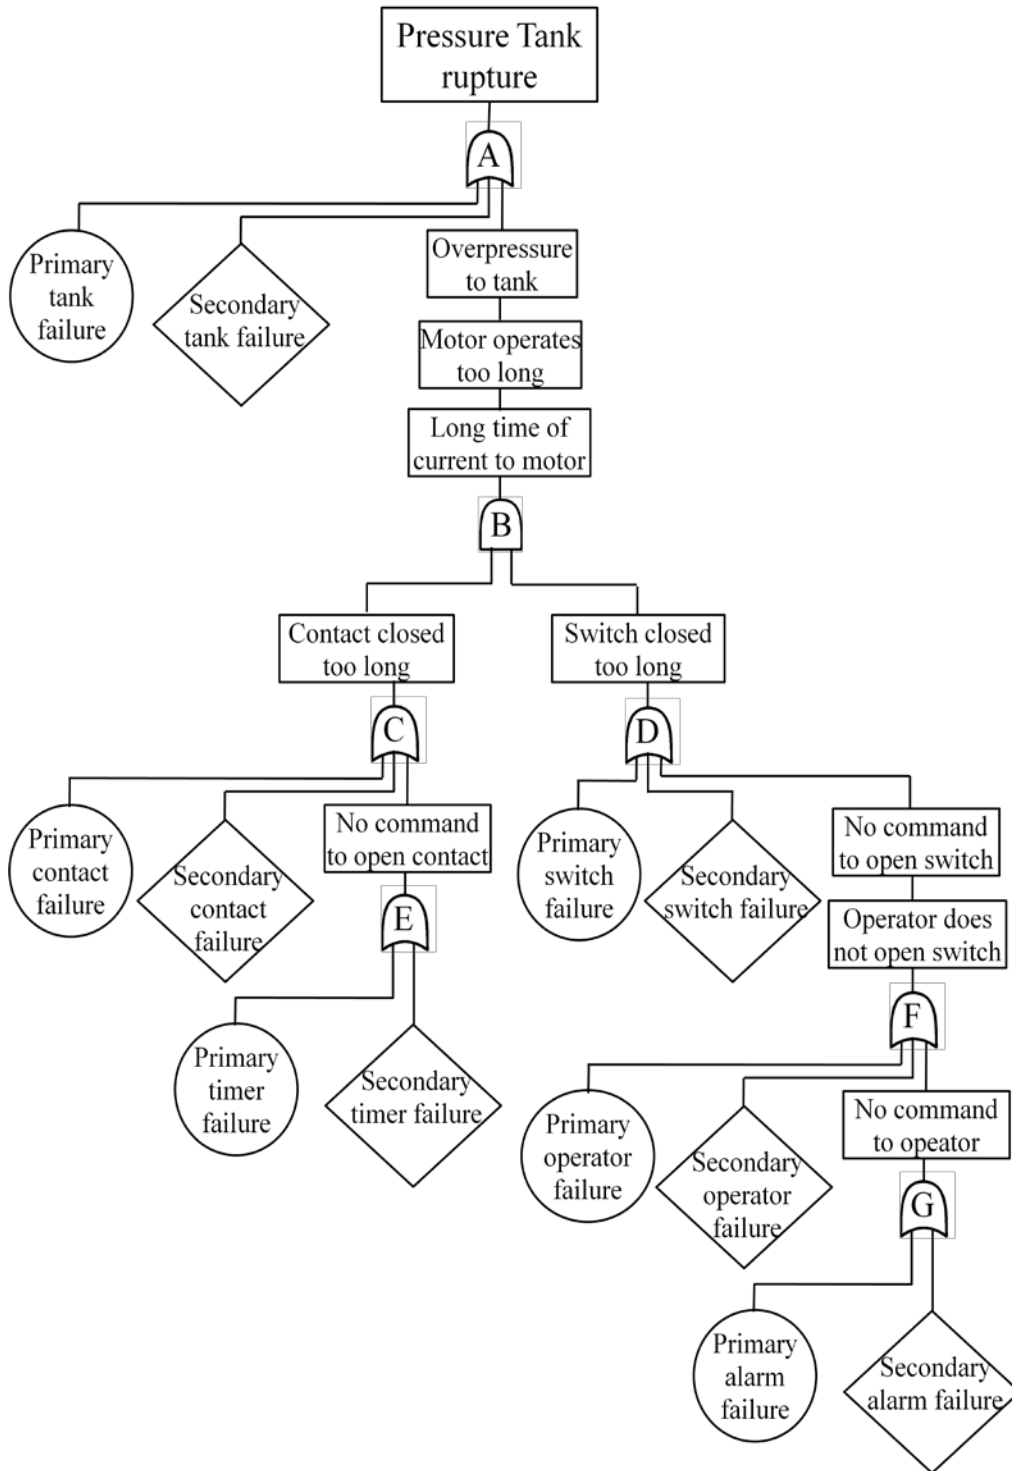 Pressure Tank
rupture
A
Primary
tank
failure
Secondary
tank failure
Overpressure
to tank
Motor operates
too long
Long time of
current to motor
B
Contact closed
too long
Switch closed
too long
C
D
Primary
contact
failure
Secondary
contact
failure
No command
to open contact
E
Primary
timer
failure
Secondary
timer failure
Primary
switch
failure
Secondary
switch failure
No command
to open switch
Operator does
not open switch
F
Primary
operator
failure
Secondary
operator
failure
No command
to opeator
G
Primary
alarm
failure
Secondary
alarm failure